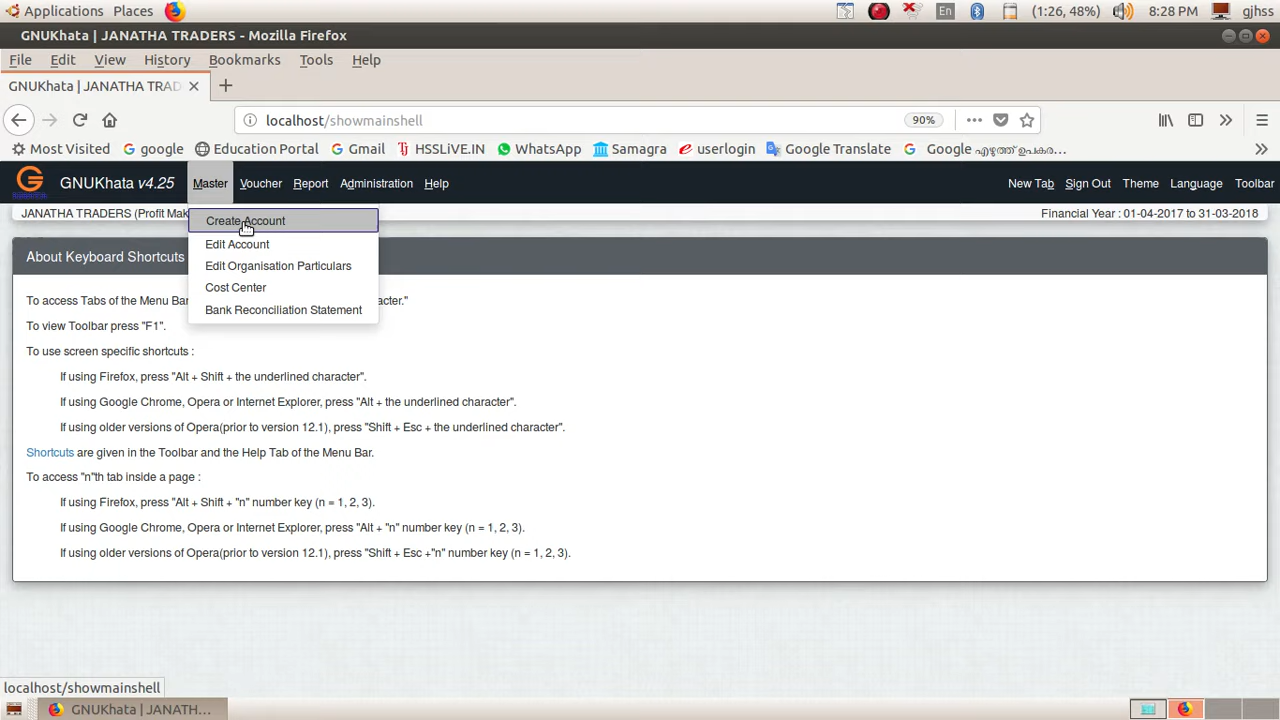 Applications Places En (1:26, 48%) 8:28 PM gjhss
GNUKhata | JANATHA TRADERS - Mozilla Firefox
File Edit View History Bookmarks Tools Help
GNUKhata | JANATHA TRAD
localhost/showmainshell 90%
Most Visited google Education Portal Gmail HSSLiVE.IN WhatsApp Samagra userlogin Google Translate Google എഴുത്ത് ഉപകര…
GNUKhata v4.25 Master Voucher Report Administration Help New Tab Sign Out Theme Language Toolbar
JANATHA TRADERS (Profit Mak Financial Year : 01-04-2017 to 31-03-2018
Create Account
Edit Account
Edit Organisation Particulars
Cost Center
Bank Reconciliation Statement
About Keyboard Shortcuts
To access Tabs of the Menu Bar acter."
To view Toolbar press "F1".
To use screen specific shortcuts :
If using Firefox, press "Alt + Shift + the underlined character".
If using Google Chrome, Opera or Internet Explorer, press "Alt + the underlined character".
If using older versions of Opera(prior to version 12.1), press "Shift + Esc + the underlined character".
Shortcuts are given in the Toolbar and the Help Tab of the Menu Bar.
To access "n"th tab inside a page :
If using Firefox, press "Alt + Shift + "n" number key (n = 1, 2, 3).
If using Google Chrome, Opera or Internet Explorer, press "Alt + "n" number key (n = 1, 2, 3).
If using older versions of Opera(prior to version 12.1), press "Shift + Esc +"n" number key (n = 1, 2, 3).
localhost/showmainshell
GNUKhata | JANATH...